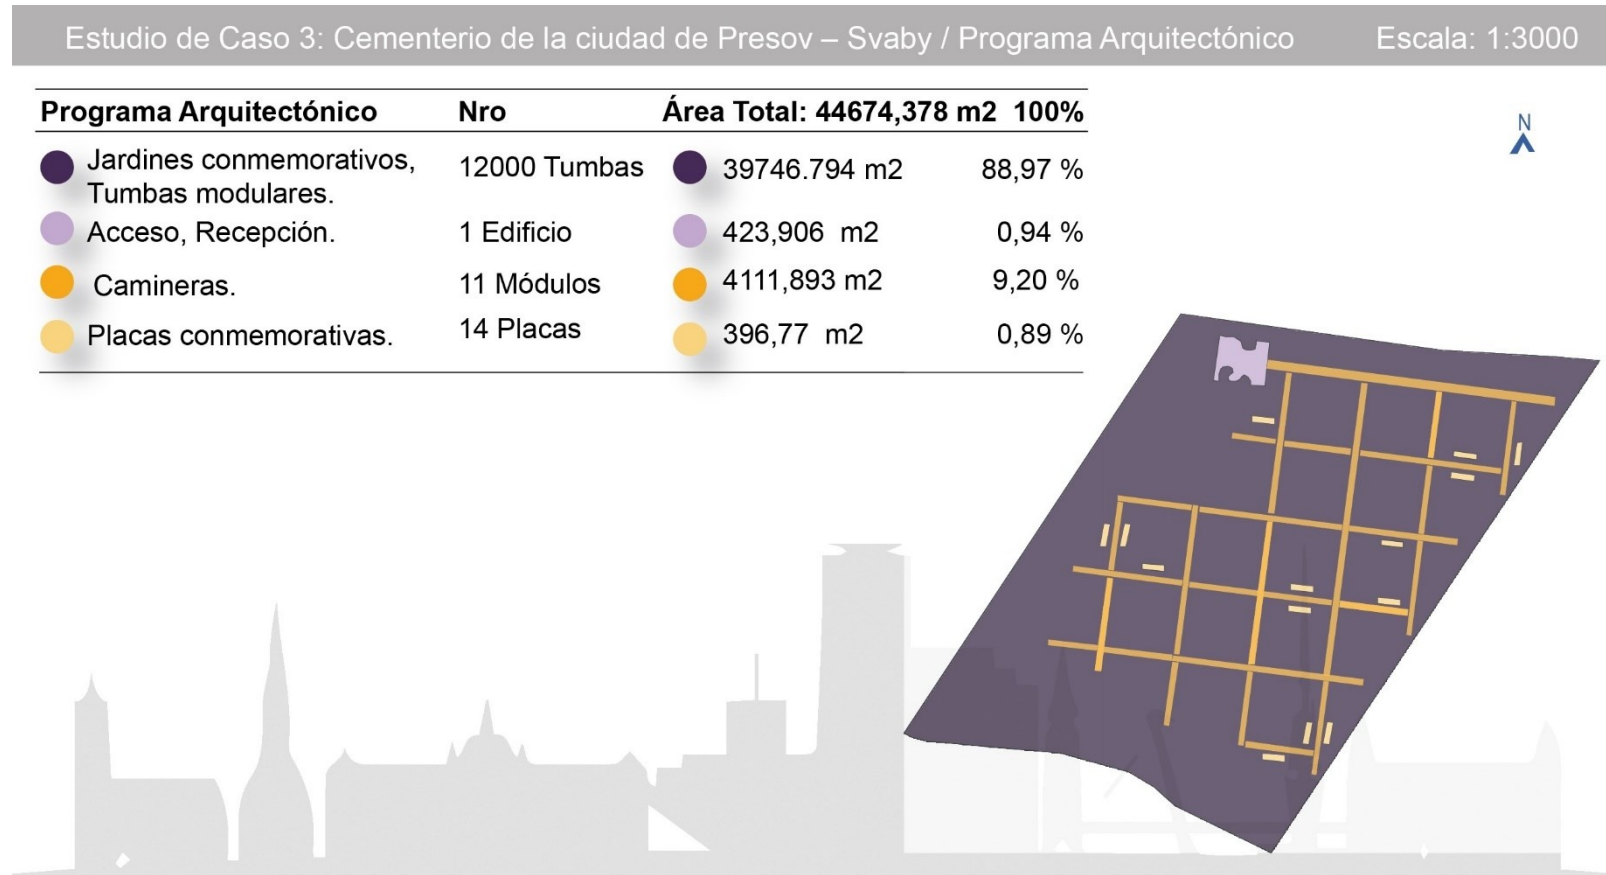 Estudio de Caso 3: Cementerio de la ciudad de Presov – Svaby / Programa Arquitectónico Escala: 1:3000
Programa Arquitectónico Nro Área Total: 44674,378 m2 100%
Jardines conmemorativos, 12000 Tumbas 39746.794 m2 88,97 %
Tumbas modulares.
Acceso, Recepción. 1 Edificio 423,906 m2 0,94 %
Camineras. 11 Módulos 4111,893 m2 9,20 %
Placas conmemorativas. 14 Placas 396,77 m2 0,89 %
N